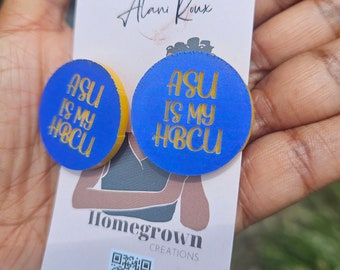 Alani Roux
ASU
IS MY
HBCU
ASU
IS MY
HBCU
Homegrown
CREATIONS